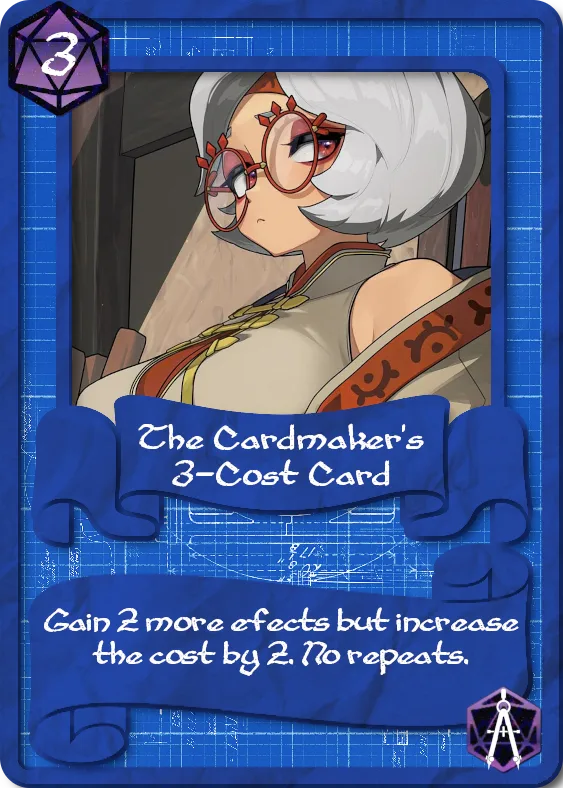 3
The Cardmaker's
3-Cost Card
Gain 2 more efects but increase
the cost by 2. No repeats.